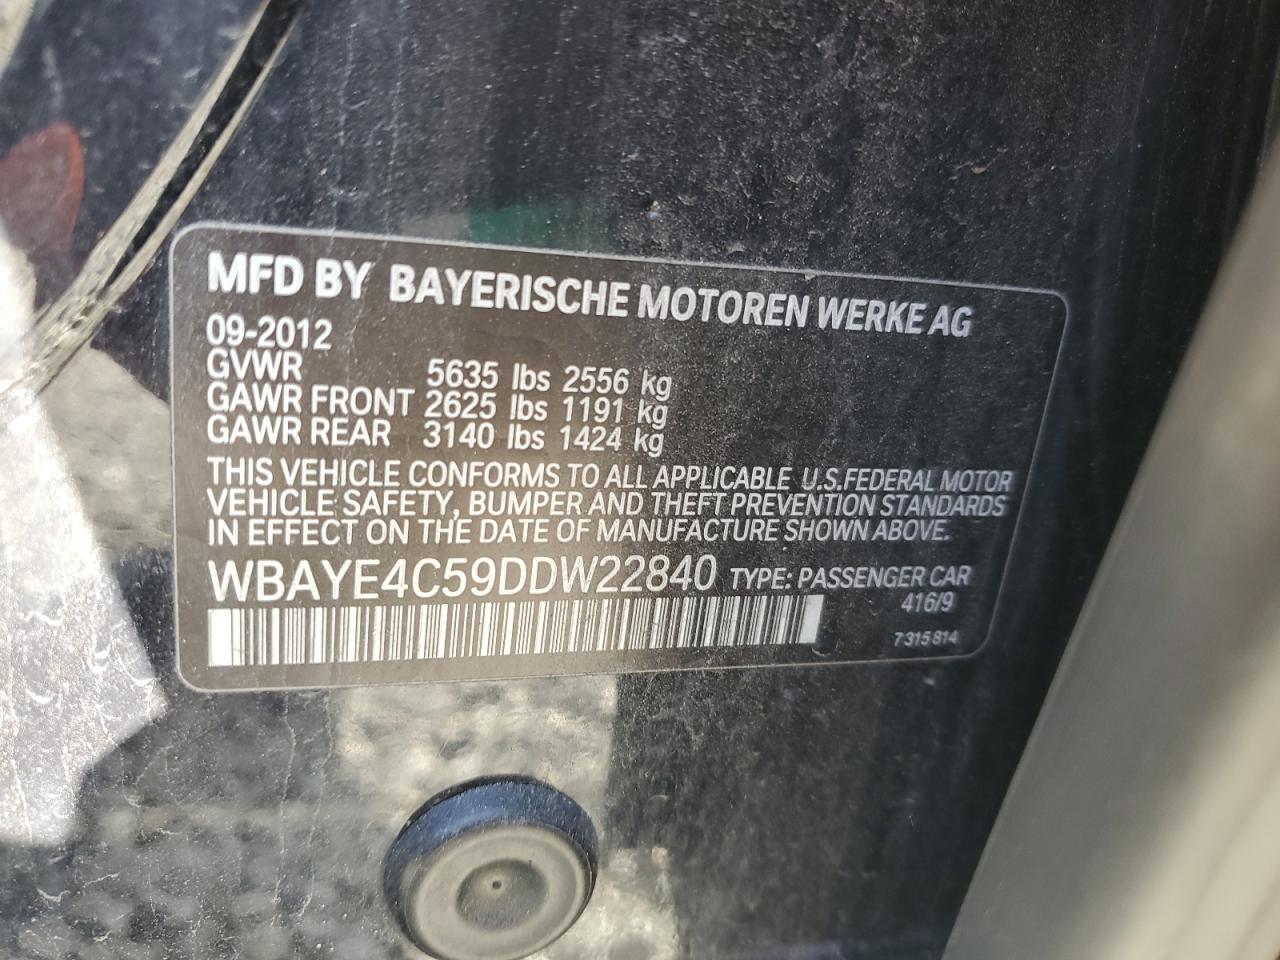 MFD BY BAYERISCHE MOTOREN WERKE AG
09-2012
GVWR 5635 lbs 2556 kg
GAWR FRONT 2625 lbs 1191 kg
GAWR REAR 3140 lbs 1424 kg
THIS VEHICLE CONFORMS TO ALL APPLICABLE U.S.FEDERAL MOTOR
VEHICLE SAFETY, BUMPER AND THEFT PREVENTION STANDARDS
IN EFFECT ON THE DATE OF MANUFACTURE SHOWN ABOVE.
WBAYE4C59DDW22840 TYPE: PASSENGER CAR
416/9
7 315 814